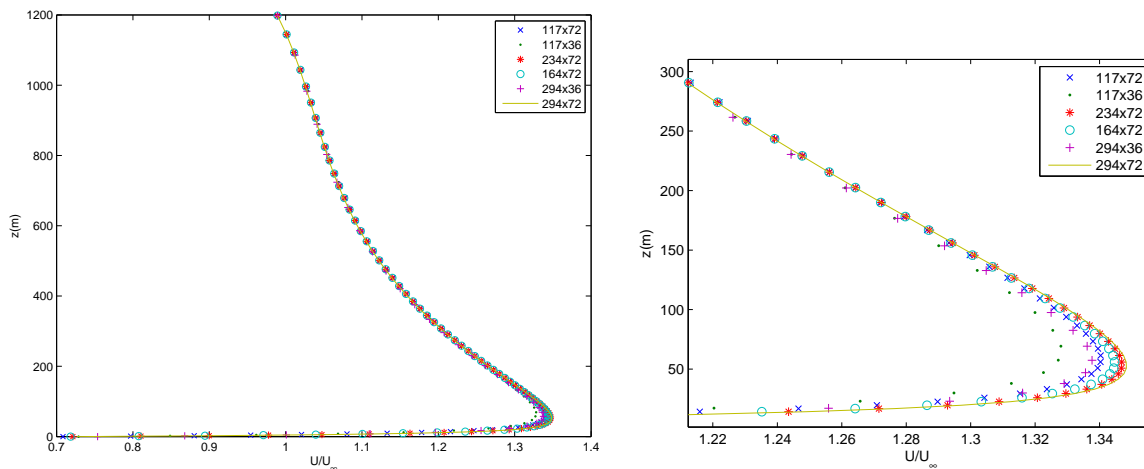 1200
1000
800
600
400
200
0
z(m)
0.7 0.8 0.9 1 1.1 1.2 1.3 1.4
U/U∞
117x72
117x36
234x72
164x72
294x36
294x72
300
250
200
150
100
50
z(m)
1.22 1.24 1.26 1.28 1.3 1.32 1.34
U/U∞
117x72
117x36
234x72
164x72
294x36
294x72